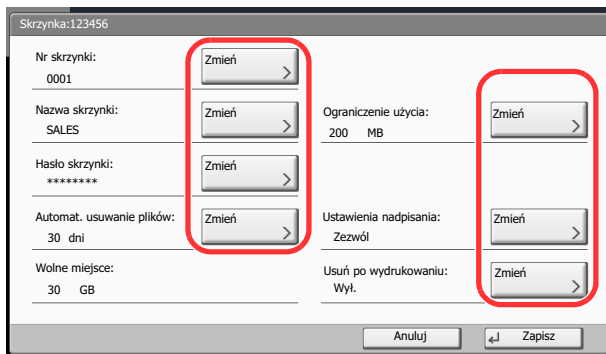 Skrzynka:123456
Nr skrzynki:
0001
Zmień
Nazwa skrzynki:
SALES
Zmień
Ograniczenie użycia:
200 MB
Zmień
Hasło skrzynki:
********
Zmień
Automat. usuwanie plików:
30 dni
Zmień
Ustawienia nadpisania:
Zezwól
Zmień
Wolne miejsce:
30 GB
Usuń po wydrukowaniu:
Wył.
Zmień
Anuluj
Zapisz